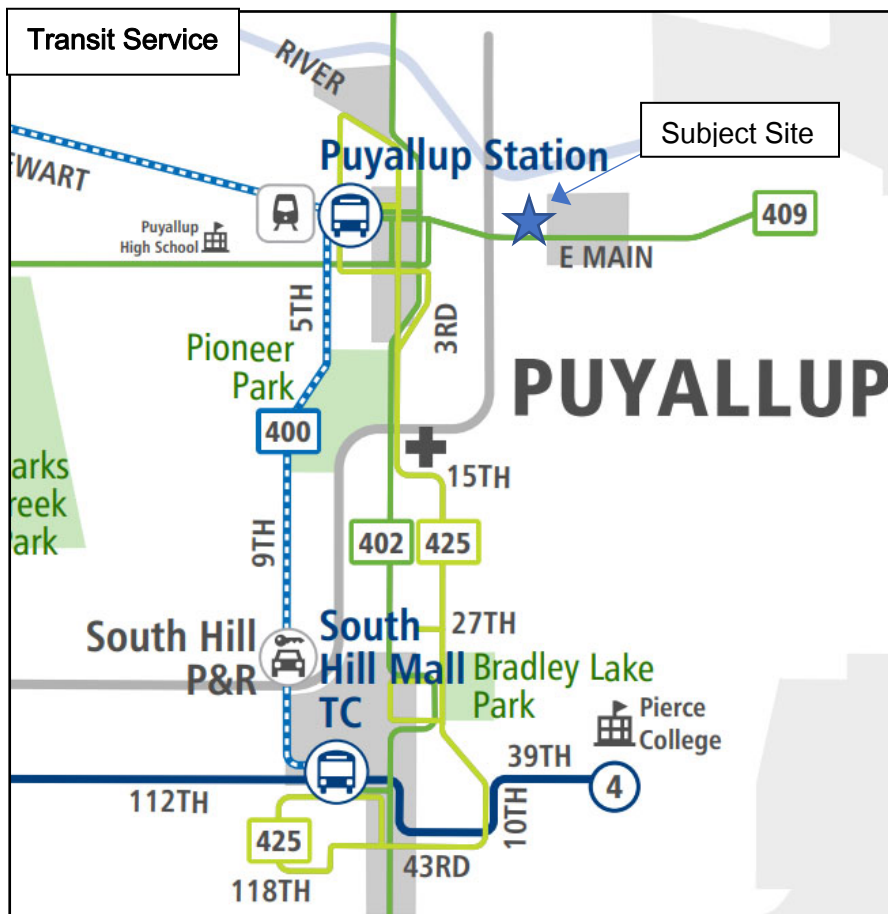 Transit Service
RIVER
Subject Site
EWART
Puyallup Station
Puyallup
High School
409
E MAIN
5TH
3RD
Pioneer
Park
PUYALLUP
400
15TH
arks
reek
Park
9TH
402
425
27TH
South Hill
P&R
South
Hill Mall
TC
Bradley Lake
Park
Pierce
College
39TH
4
112TH
10TH
425
43RD
118TH